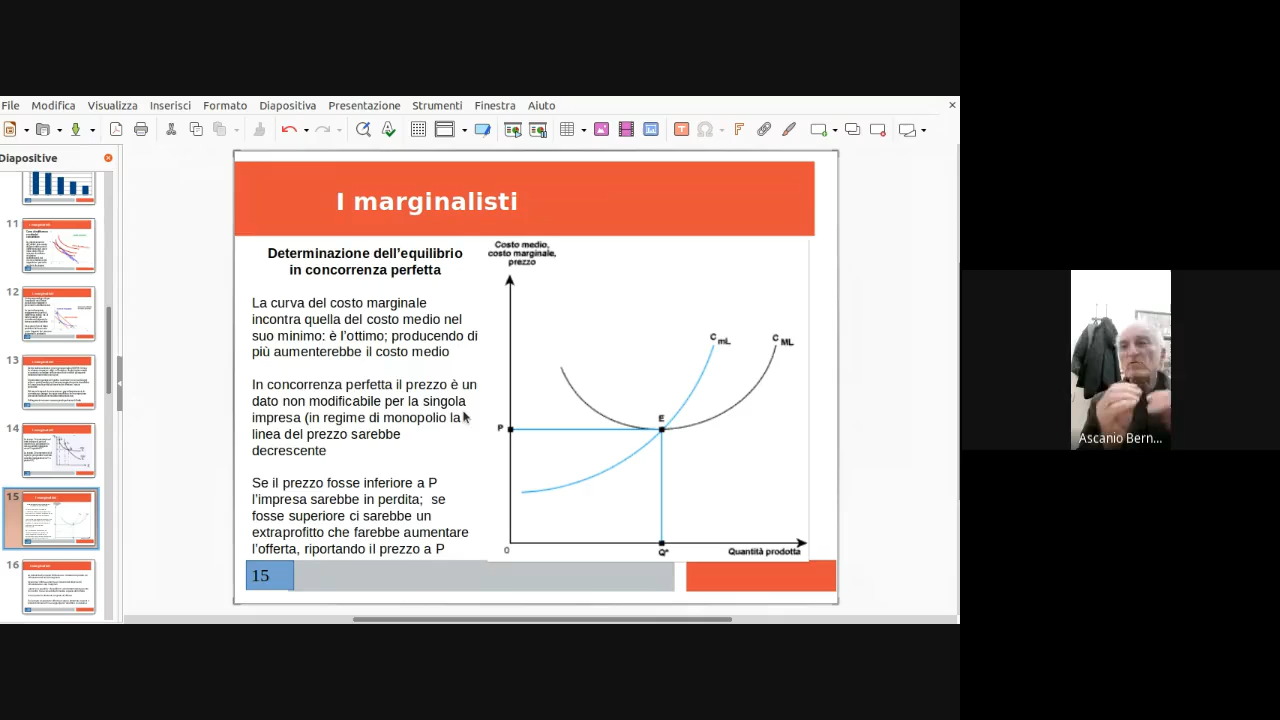 File Modifica Visualizza Inserisci Formato Diapositiva Presentazione Strumenti Finestra Aiuto
Diapositive
11
12
13
14
15
16
I marginalisti
Determinazione dell'equilibrio
in concorrenza perfetta
La curva del costo marginale
incontra quella del costo medio nel
suo minimo: è l'ottimo; producendo di
più aumenterebbe il costo medio
In concorrenza perfetta il prezzo è un
dato non modificabile per la singola
impresa (in regime di monopolio la
linea del prezzo sarebbe
decrescente
Se il prezzo fosse inferiore a P
l'impresa sarebbe in perdita; se
fosse superiore ci sarebbe un
extraprofitto che farebbe aumentare
l'offerta, riportando il prezzo a P
15
Costo medio,
costo marginale,
prezzo
C mL
C ML
E
P
0
Q*
Quantità prodotta
Ascanio Bern...